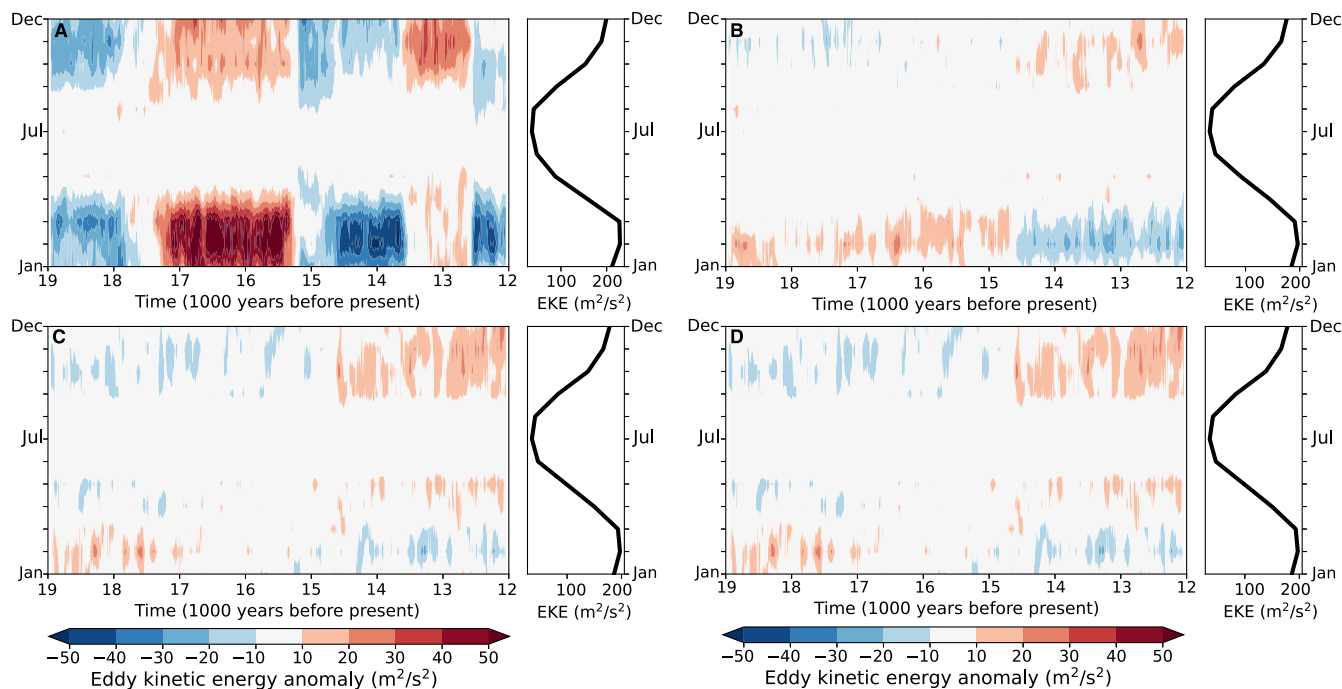 Dec
A
Jul
Jan
19 18 17 16 15 14 13 12
Time (1000 years before present)
100 200
EKE (m²/s²)
Dec
Jul
Jan
Dec
B
Jul
Jan
19 18 17 16 15 14 13 12
Time (1000 years before present)
100 200
EKE (m²/s²)
Dec
Jul
Jan
Dec
C
Jul
Jan
19 18 17 16 15 14 13 12
Time (1000 years before present)
100 200
EKE (m²/s²)
Dec
Jul
Jan
Dec
D
Jul
Jan
19 18 17 16 15 14 13 12
Time (1000 years before present)
100 200
EKE (m²/s²)
Dec
Jul
Jan
−50 −40 −30 −20 −10 10 20 30 40 50
Eddy kinetic energy anomaly (m²/s²)
−50 −40 −30 −20 −10 10 20 30 40 50
Eddy kinetic energy anomaly (m²/s²)